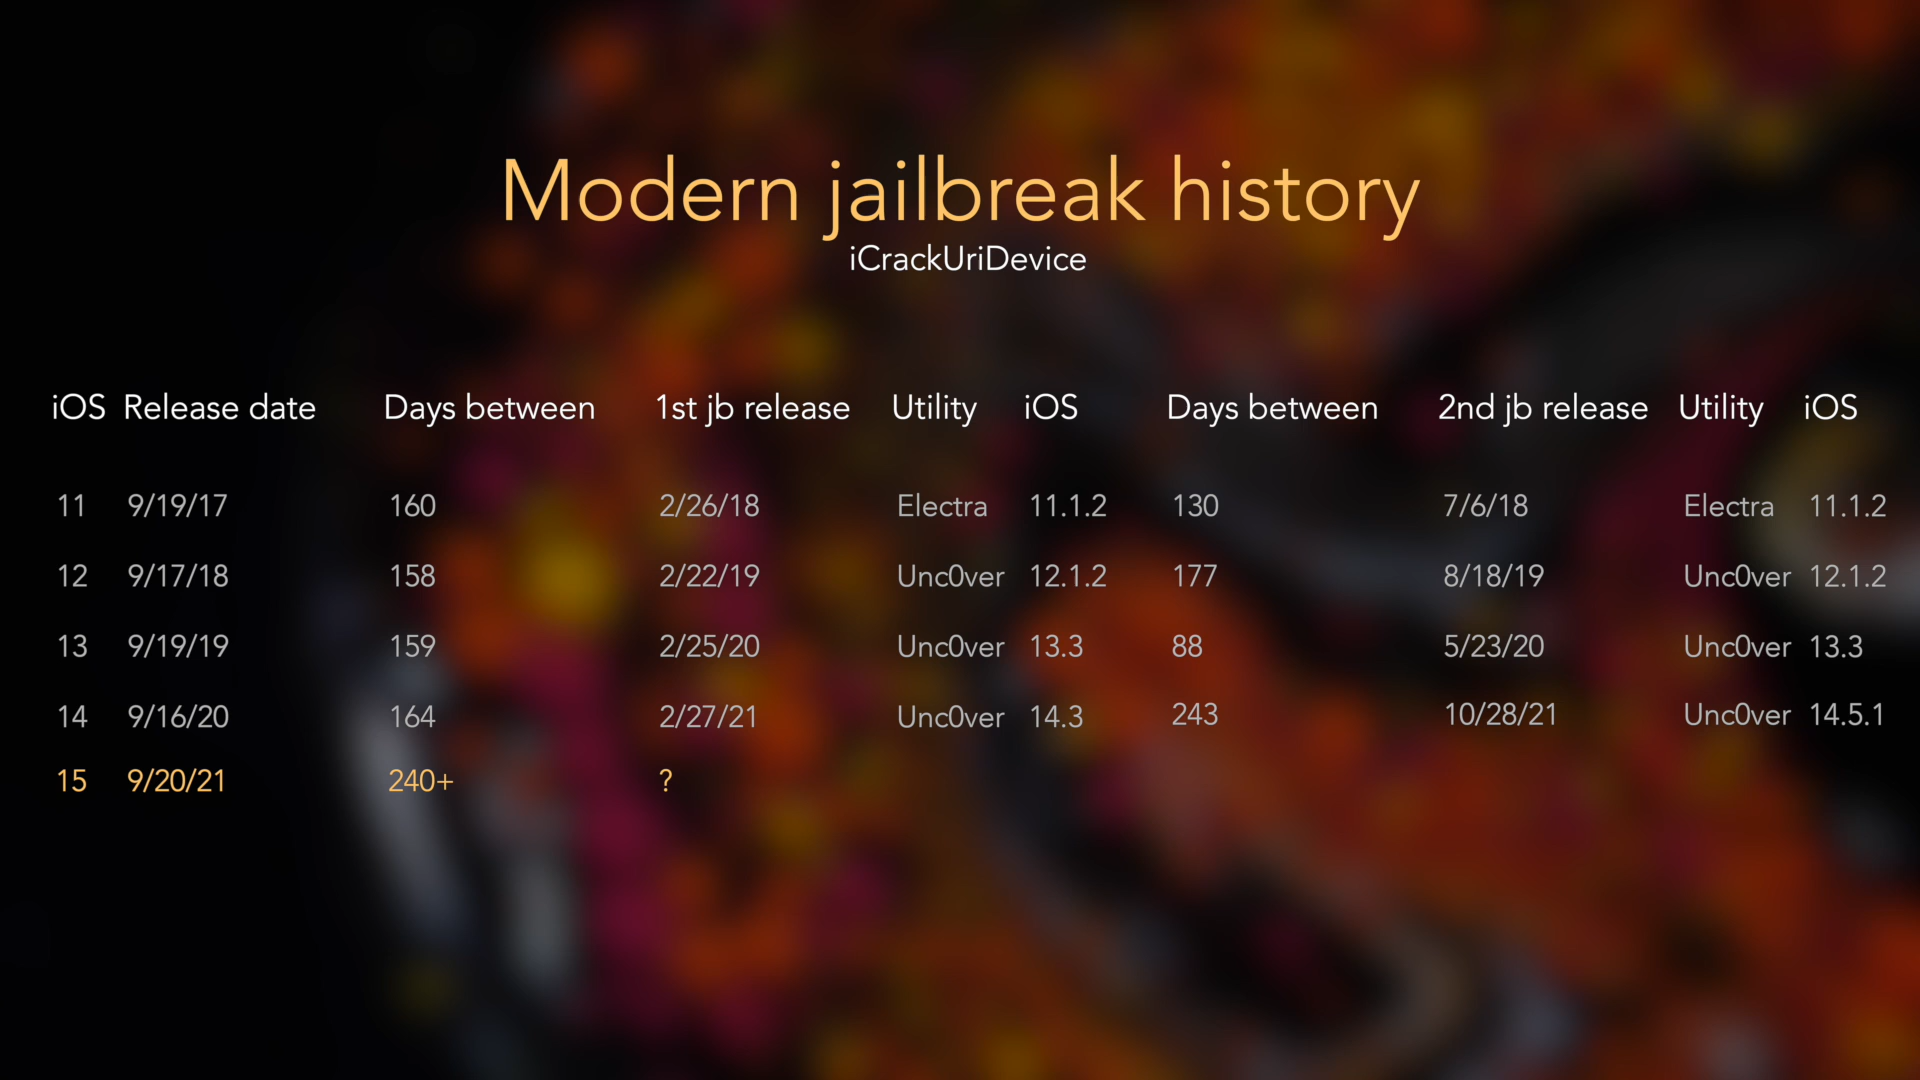 Modern jailbreak history
iCrackUriDevice
iOS Release date Days between 1st jb release Utility iOS Days between 2nd jb release Utility iOS
11 9/19/17 160 2/26/18 Electra 11.1.2 130 7/6/18 Electra 11.1.2
12 9/17/18 158 2/22/19 Unc0ver 12.1.2 177 8/18/19 Unc0ver 12.1.2
13 9/19/19 159 2/25/20 Unc0ver 13.3 88 5/23/20 Unc0ver 13.3
14 9/16/20 164 2/27/21 Unc0ver 14.3 243 10/28/21 Unc0ver 14.5.1
15 9/20/21 240+ ?